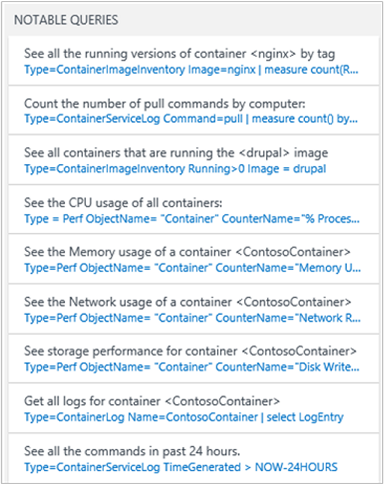 NOTABLE QUERIES
See all the running versions of container <nginx> by tag
Type=ContainerImageInventory Image=nginx | measure count(R...
Count the number of pull commands by computer:
Type=ContainerServiceLog Command=pull | measure count() by...
See all containers that are running the <drupal> image
Type=ContainerImageInventory Running>0 Image = drupal
See the CPU usage of all containers:
Type = Perf ObjectName= "Container" CounterName="% Proces...
See the Memory usage of a container <ContosoContainer>
Type=Perf ObjectName= "Container" CounterName="Memory U...
See the Network usage of a container <ContosoContainer>
Type=Perf ObjectName= "Container" CounterName="Network R...
See storage performance for container <ContosoContainer>
Type=Perf ObjectName= "Container" CounterName="Disk Write...
Get all logs for container <ContosoContainer>
Type=ContainerLog Name=ContosoContainer | select LogEntry
See all the commands in past 24 hours.
Type=ContainerServiceLog TimeGenerated > NOW-24HOURS